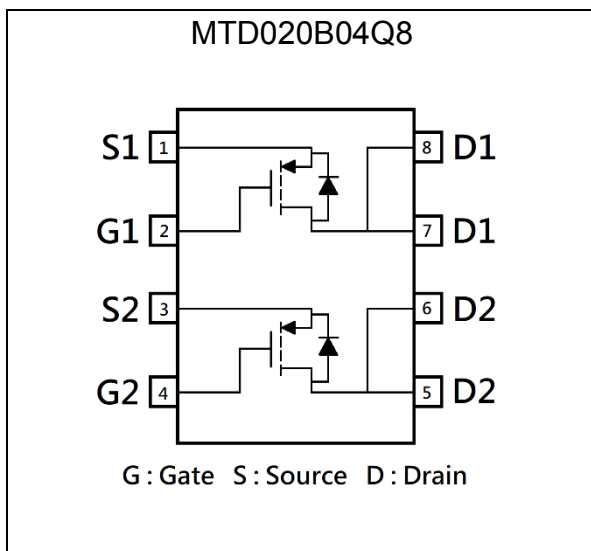 MTD020B04Q8
S1 1 8 D1
G1 2 7 D1
S2 3 6 D2
G2 4 5 D2
G : Gate S : Source D : Drain